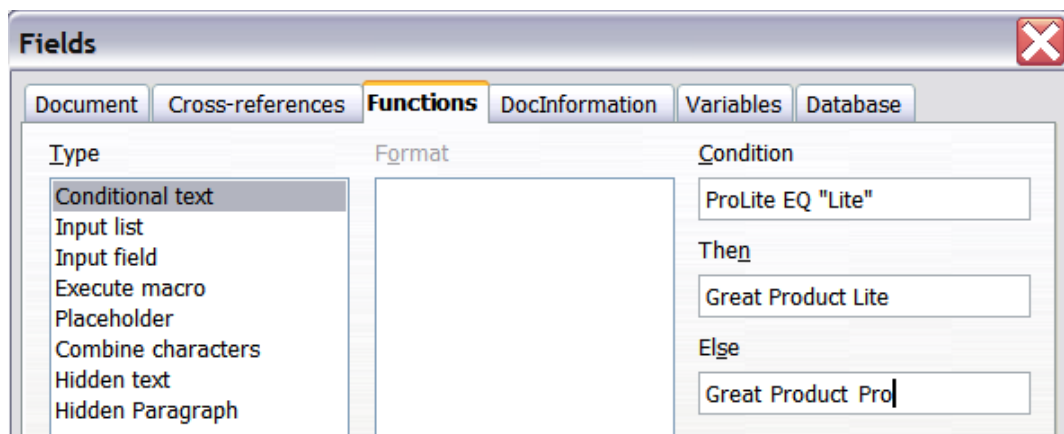 Fields
Document Cross-references Functions DocInformation Variables Database
Type
Conditional text
Input list
Input field
Execute macro
Placeholder
Combine characters
Hidden text
Hidden Paragraph
Format
Condition
ProLite EQ "Lite"
Then
Great Product Lite
Else
Great Product Pro